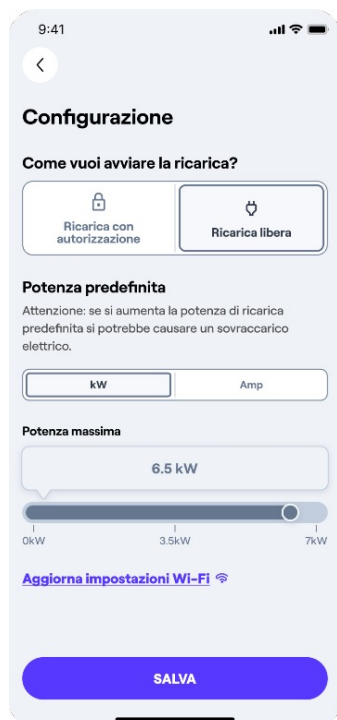 9:41
Configurazione
Come vuoi avviare la ricarica?
Ricarica con
autorizzazione
Ricarica libera
Potenza predefinita
Attenzione: se si aumenta la potenza di ricarica
predefinita si potrebbe causare un sovraccarico
elettrico.
kW
Amp
Potenza massima
6.5 kW
0kW
3.5kW
7kW
Aggiorna impostazioni Wi-Fi
SALVA